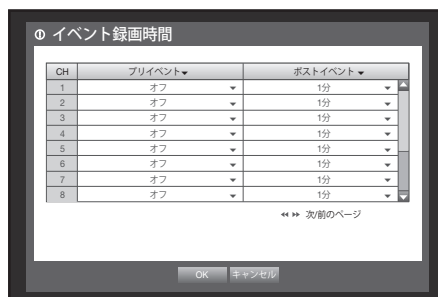 イベント録画時間
CH プリイベント ポストイベント
1 オフ 1分
2 オフ 1分
3 オフ 1分
4 オフ 1分
5 オフ 1分
6 オフ 1分
7 オフ 1分
8 オフ 1分
次/前のページ
OK キャンセル